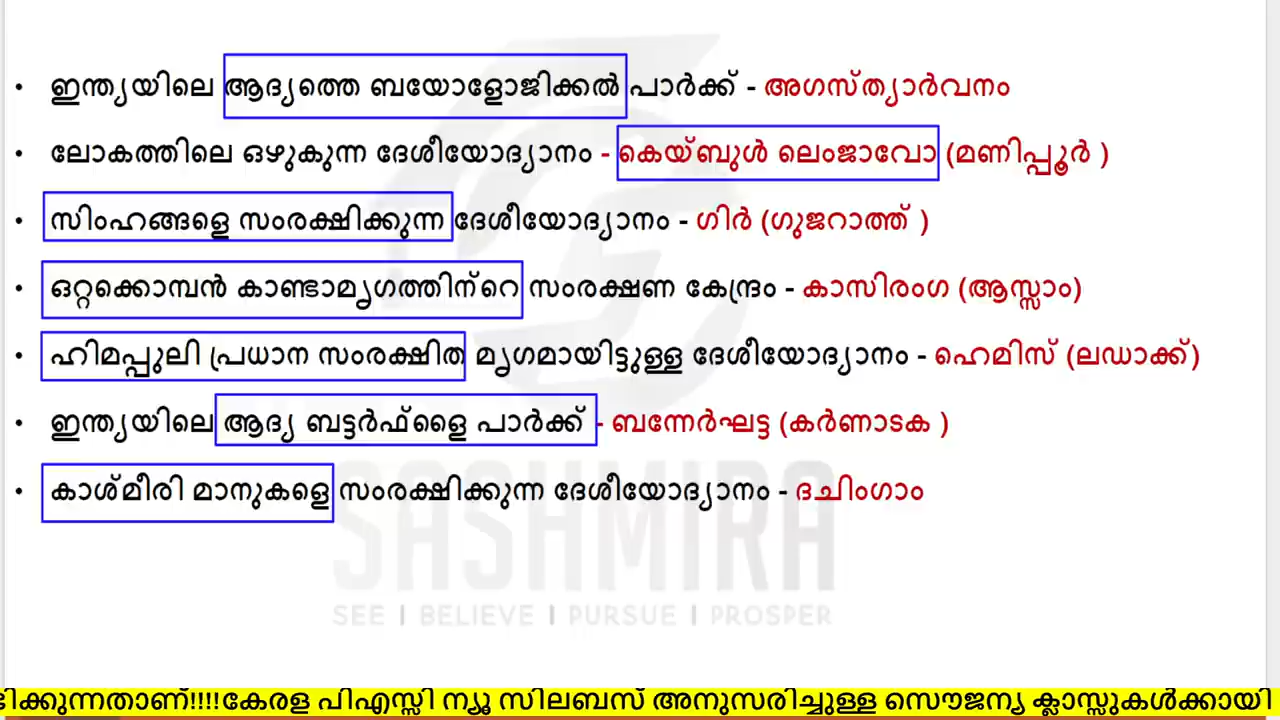 • ഇന്ത്യയിലെ ആദ്യത്തെ ബയോളോജിക്കൽ പാർക്ക് - അഗസ്ത്യാർവനം
• ലോകത്തിലെ ഒഴുകുന്ന ദേശീയോദ്യാനം - കെയ്ബുൾ ലെംജാവോ (മണിപ്പൂർ )
• സിംഹങ്ങളെ സംരക്ഷിക്കുന്ന ദേശീയോദ്യാനം - ഗിർ (ഗുജറാത്ത് )
• ഒറ്റക്കൊമ്പൻ കാണ്ടാമൃഗത്തിന്റെ സംരക്ഷണ കേന്ദ്രം - കാസിരംഗ (ആസ്സാം)
• ഹിമപ്പുലി പ്രധാന സംരക്ഷിത മൃഗമായിട്ടുള്ള ദേശീയോദ്യാനം - ഹെമിസ് (ലഡാക്ക്)
• ഇന്ത്യയിലെ ആദ്യ ബട്ടർഫ്ളൈ പാർക്ക് - ബന്നേർഘട്ട (കർണാടക )
• കാശ്മീരി മാനുകളെ സംരക്ഷിക്കുന്ന ദേശീയോദ്യാനം - ദചിംഗാം
SASHMIRA
SEE | BELIEVE | PURSUE | PROSPER
ക്കുന്നതാണ്!!!!കേരള പിഎസ്സി ന്യൂ സിലബസ് അനുസരിച്ചുള്ള സൌജന്യ ക്ലാസ്സുകൾക്കായി